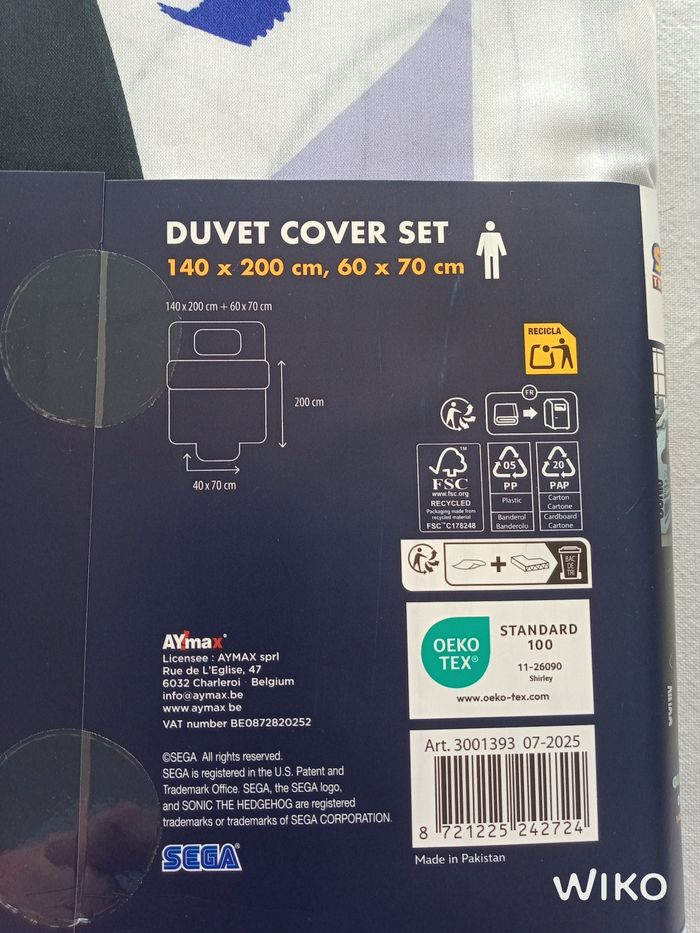 DUVET COVER SET
140 x 200 cm, 60 x 70 cm
140 x 200 cm + 60 x 70 cm
200 cm
40 x 70 cm
RECICLA
FR
FSC™
www.fsc.org
RECYCLED
Packaging made from
recycled material
FSC™C178248
05
PP
Plastic
Banderol
Banderolo
20
PAP
Carton
Cartone
Cardboard
Cartone
BAC
DE
TRI
OEKO
TEX®
STANDARD
100
11-26090
Shirley
www.oeko-tex.com
AY!max®
Licensee : AYMAX sprl
Rue de L'Eglise, 47
6032 Charleroi - Belgium
info@aymax.be
www.aymax.be
VAT number BE0872820252
©SEGA All rights reserved.
SEGA is registered in the U.S. Patent and
Trademark Office. SEGA, the SEGA logo,
and SONIC THE HEDGEHOG are registered
trademarks or trademarks of SEGA CORPORATION.
SEGA
Art. 3001393 07-2025
8 721225 242724
Made in Pakistan
WIKO